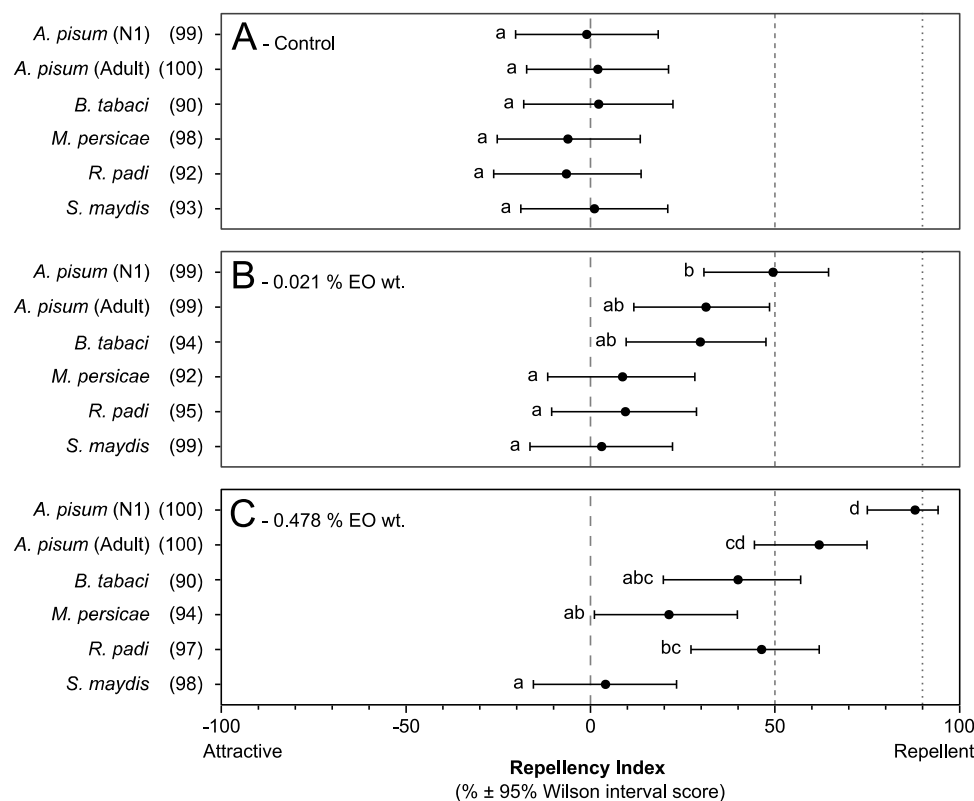 A - Control
A. pisum (N1) (99) a
A. pisum (Adult) (100) a
B. tabaci (90) a
M. persicae (98) a
R. padi (92) a
S. maydis (93) a
B - 0.021 % EO wt.
A. pisum (N1) (99) b
A. pisum (Adult) (99) ab
B. tabaci (94) ab
M. persicae (92) a
R. padi (95) a
S. maydis (99) a
C - 0.478 % EO wt.
A. pisum (N1) (100) d
A. pisum (Adult) (100) cd
B. tabaci (90) abc
M. persicae (94) ab
R. padi (97) bc
S. maydis (98) a
-100 -50 0 50 100
Attractive Repellent
Repellency Index
(% ± 95% Wilson interval score)